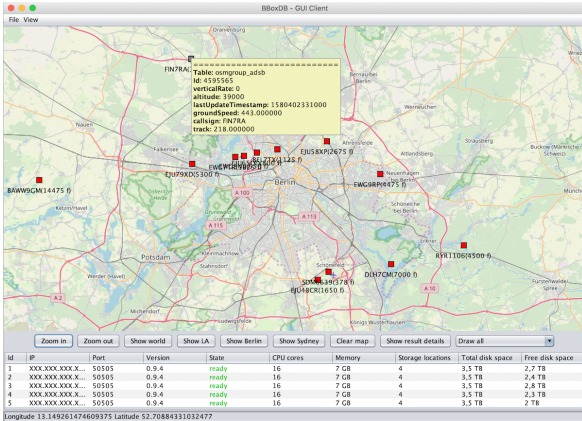 BBoxDB - GUI Client
File View
Oranienburg
Bernau bei
Berlin
Werneuchen
Nauen
FIN7RA
Table: osmgroup_adsb
Id: 4595565
verticalRate: 0
altitude: 39000
lastUpdateTimestamp: 1580402331000
groundSpeed: 443.000000
callsign: FIN7RA
track: 218.000000
Falkensee
Ahrensfelde
Altlandsberg
Strausberg
Buckow (Märkische
Schweiz)
EJU58XP(2675 f)
BEL7TX(1125 f)
EJU79XD(5300 f)
Berlin
Neuenhagen
bei Berlin
EWG9RP(4475 f)
BAWW9GM(14475 f)
Ketzin/Havel
A 100
Schöneiche
bei Berlin
Grunewald
A 113
A 115
Erkner
RYR1106(4500 f)
Potsdam
Kleinmachnow
Stahnsdorf
Schönefeld
DLH7CM(7000 f)
Werder (Havel)
EJU48CR(1650 f)
A 10
Fürstenwalde/
Spree
A 2
Michendorf
Ludwigsfelde
Königs Wusterhausen
Zoom in Zoom out Show world Show LA Show Berlin Show Sydney Clear map Show result details Draw all
Id IP Port Version State CPU cores Memory Storage locations Total disk space Free disk space
1 XXX.XXX.XXX.X... 50505 0.9.4 ready 16 7 GB 4 3,5 TB 2,7 TB
2 XXX.XXX.XXX.X... 50505 0.9.4 ready 16 7 GB 4 3,5 TB 2,4 TB
3 XXX.XXX.XXX.X... 50505 0.9.4 ready 16 7 GB 4 3,5 TB 2,8 TB
4 XXX.XXX.XXX.X... 50505 0.9.4 ready 16 7 GB 4 3,5 TB 2,3 TB
5 XXX.XXX.XXX.X... 50505 0.9.4 ready 16 7 GB 4 3,5 TB 2 TB
Longitude 13.149261474609375 Latitude 52.70884331032477